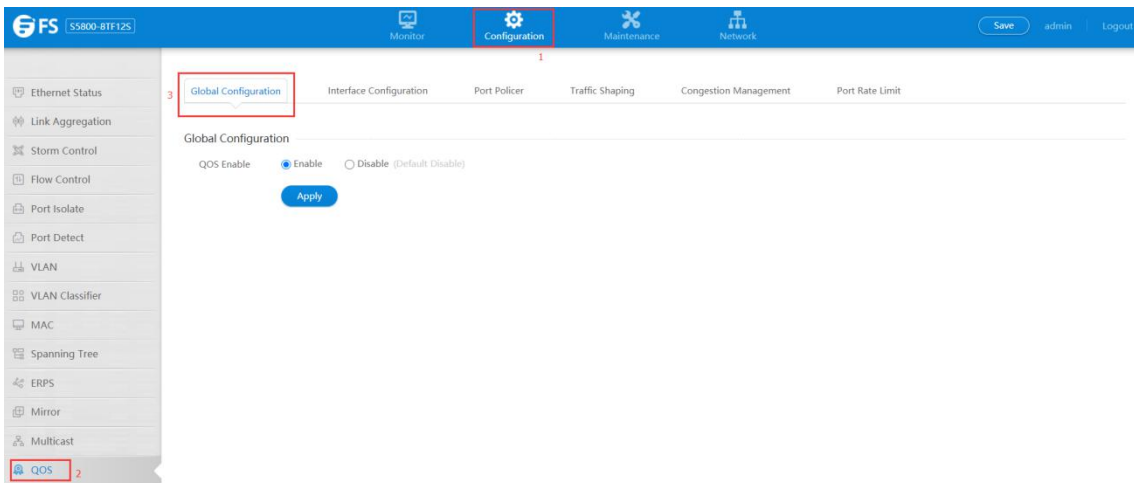 FS S5800-8TF12S Monitor Configuration Maintenance Network Save admin Logout
1
3 Global Configuration Interface Configuration Port Policer Traffic Shaping Congestion Management Port Rate Limit
Global Configuration
QOS Enable Enable Disable (Default Disable)
Apply
Ethernet Status
Link Aggregation
Storm Control
Flow Control
Port Isolate
Port Detect
VLAN
VLAN Classifier
MAC
Spanning Tree
ERPS
Mirror
Multicast
QOS 2